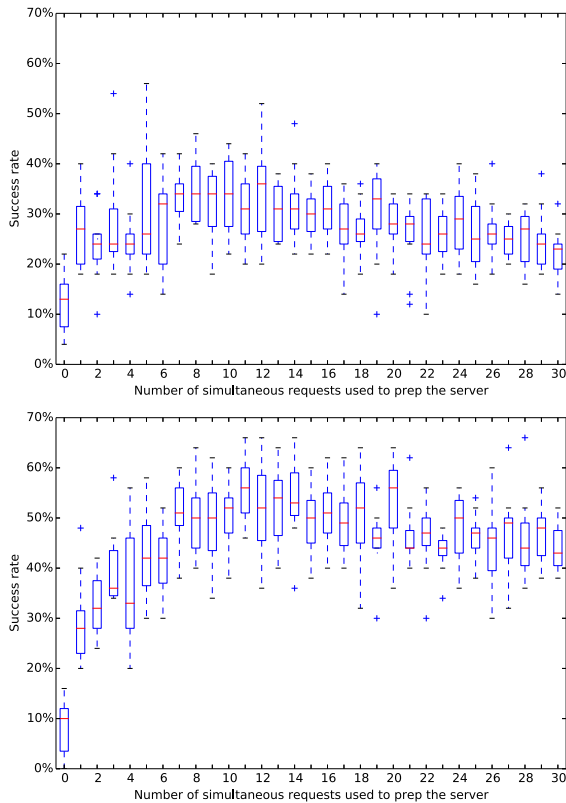 70%
60%
50%
40%
30%
20%
10%
0%
Success rate
0 2 4 6 8 10 12 14 16 18 20 22 24 26 28 30
Number of simultaneous requests used to prep the server
70%
60%
50%
40%
30%
20%
10%
0%
Success rate
0 2 4 6 8 10 12 14 16 18 20 22 24 26 28 30
Number of simultaneous requests used to prep the server